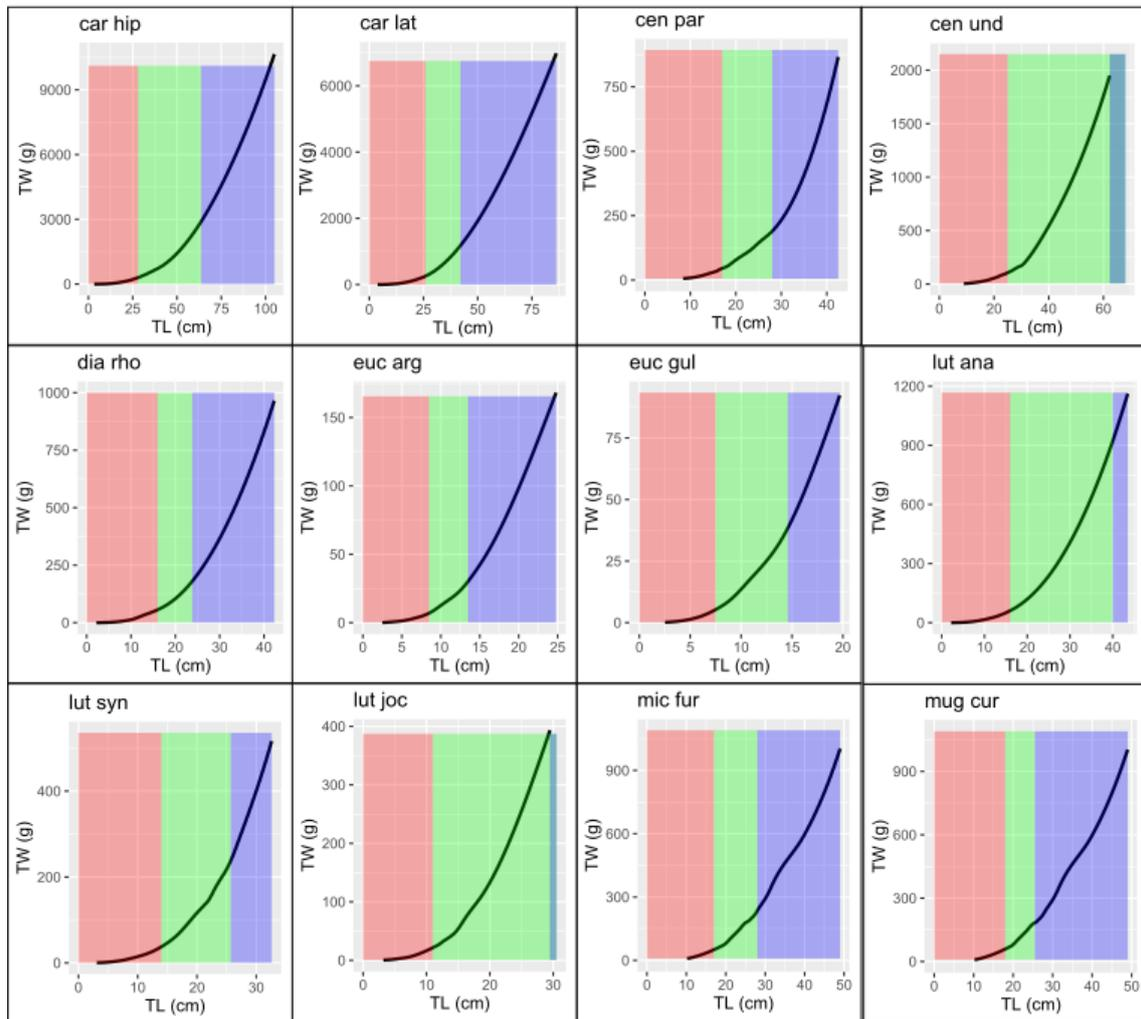 car hip
TW (g)
9000
6000
3000
0
0 25 50 75 100
TL (cm)
car lat
TW (g)
6000
4000
2000
0
0 25 50 75
TL (cm)
cen par
TW (g)
750
500
250
0
0 10 20 30 40
TL (cm)
cen und
TW (g)
2000
1500
1000
500
0
0 20 40 60
TL (cm)
dia rho
TW (g)
1000
750
500
250
0
0 10 20 30 40
TL (cm)
euc arg
TW (g)
150
100
50
0
0 5 10 15 20 25
TL (cm)
euc gul
TW (g)
75
50
25
0
0 5 10 15 20
TL (cm)
lut ana
TW (g)
1200
900
600
300
0
0 10 20 30 40
TL (cm)
lut syn
TW (g)
400
200
0
0 10 20 30
TL (cm)
lut joc
TW (g)
400
300
200
100
0
0 10 20 30
TL (cm)
mic fur
TW (g)
900
600
300
0
0 10 20 30 40 50
TL (cm)
mug cur
TW (g)
900
600
300
0
0 10 20 30 40 50
TL (cm)